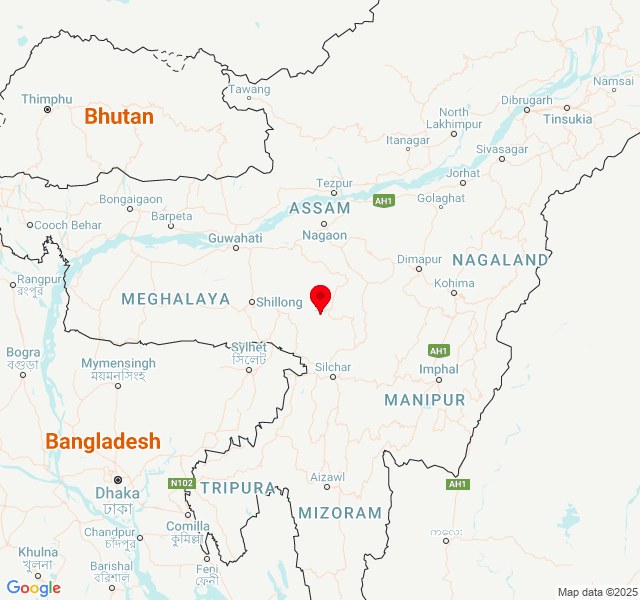 Namsai
Tawang
Thimphu
Dibrugarh
Tinsukia
Bhutan
North
Lakhimpur
Itanagar
Sivasagar
Jorhat
Tezpur
Bongaigaon
Golaghat
AH1
ASSAM
Barpeta
Cooch Behar
Nagaon
Guwahati
NAGALAND
Dimapur
Rangpur
রংপুর
Kohima
MEGHALAYA
Shillong
Sylhet
সিলেট
AH1
Bogra
বগুড়া
Mymensingh
ময়মনসিংহ
Silchar
Imphal
MANIPUR
Bangladesh
Aizawl
N102
AH1
TRIPURA
Dhaka
ঢাকা
MIZORAM
Comilla
কুমিল্লা
Chandpur
চাঁদপুর
ကလေး
Khulna
খুলনা
Barishal
বরিশাল
Feni
ফেনী
Google
Map data ©2025